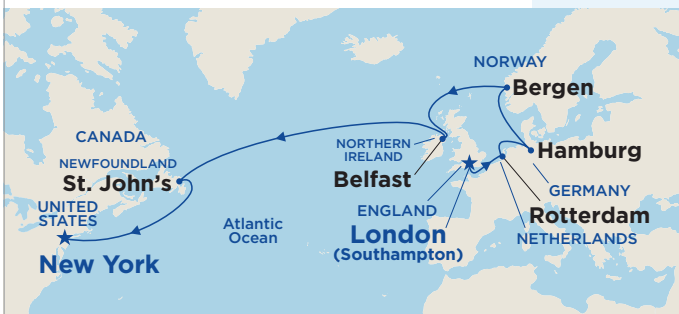 NORWAY
Bergen
CANADA
NORTHERN
IRELAND
Belfast
Hamburg
GERMANY
NEWFOUNDLAND
St. John's
UNITED
STATES
New York
Atlantic
Ocean
ENGLAND
London
(Southampton)
Rotterdam
NETHERLANDS